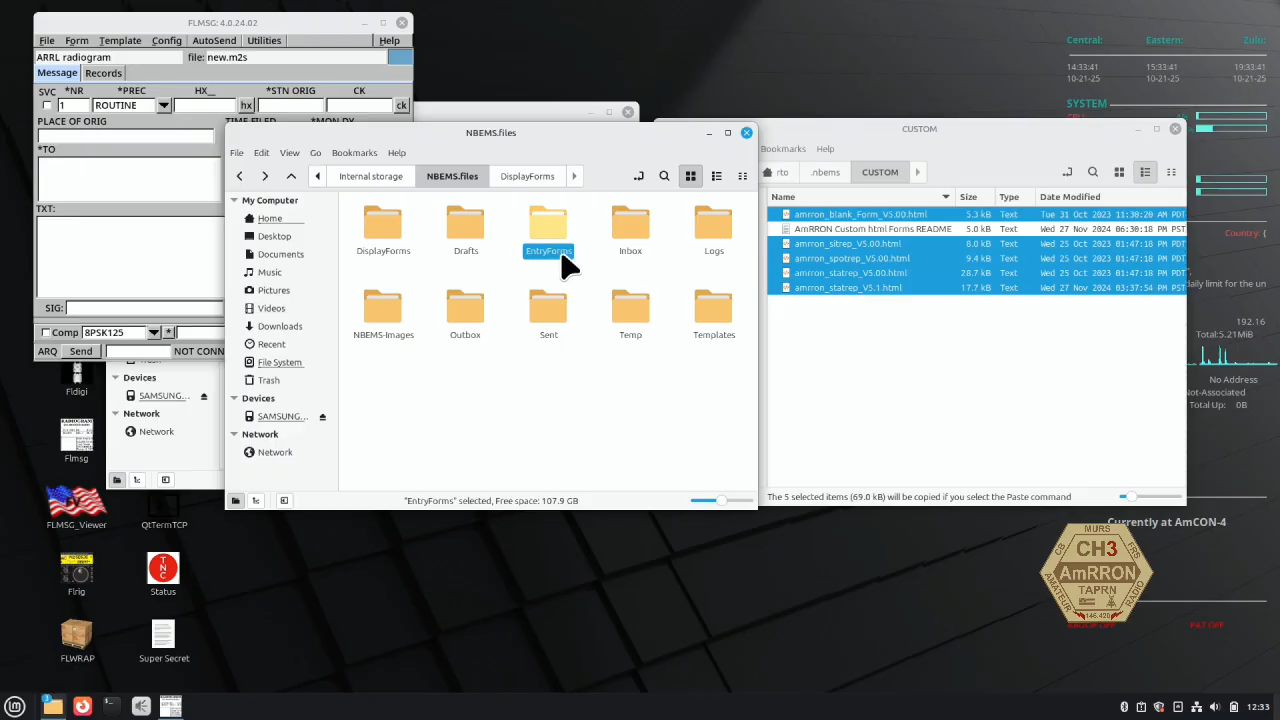 FLMSG: 4.0.24.02
File Form Template Config AutoSend Utilities Help
ARRL radiogram file: new.m2s
Message Records
SVC *NR *PREC HX__ *STN ORIG CK
1 ROUTINE hx ck
PLACE OF ORIG TIME FILED *MON DY
*TO
TXT:
SIG:
Comp 8PSK125 *
ARQ Send NOT CONN
Devices
SAMSUNG...
Network
Network
NBEMS.files
File Edit View Go Bookmarks Help
Internal storage NBEMS.files DisplayForms
My Computer
Home
Desktop
Documents
Music
Pictures
Videos
Downloads
Recent
File System
Trash
Devices
SAMSUNG...
Network
Network
DisplayForms Drafts EntryForms Inbox Logs
NBEMS-Images Outbox Sent Temp Templates
"EntryForms" selected, Free space: 107.9 GB
CUSTOM
Bookmarks Help
rto .nbems CUSTOM
Name Size Type Date Modified
amrron_blank_Form_V5.00.html 5.3 kB Text Tue 31 Oct 2023 11:30:20 AM PDT
AmRRON Custom html Forms README Text Wed 27 Nov 2024 06:30:18 PM PST
amrron_sitrep_V5.00.html 8.0 kB Text Wed 25 Oct 2023 01:47:18 PM PDT
amrron_spotrep_V5.00.html 9.4 kB Text Wed 25 Oct 2023 01:47:18 PM PDT
amrron_statrep_V5.00.html 28.7 kB Text Wed 25 Oct 2023 01:47:18 PM PDT
amrron_statrep_V5.1.html 17.7 kB Text Wed 27 Nov 2024 03:37:54 PM PST
The 5 selected items (69.0 kB) will be copied if you select the Paste command
Central: Eastern: Zulu:
14:33:41 15:33:41 19:33:41
10-21-25 10-21-25 10-21-25
SYSTEM
Country: {
daily limit for the un
192.16
Total:5.21MiB
No Address
Not-Associated
Total Up: 0B
Currently at AmCON-4
MURS
CB FRS
CH3
AmRRON
TAPRN
AMATEUR RADIO
146.420
PAT OFF
Fldigi
Flmsg
FLMSG_Viewer QtTermTCP
TNC
Flrig Status
FLWRAP Super Secret
12:33